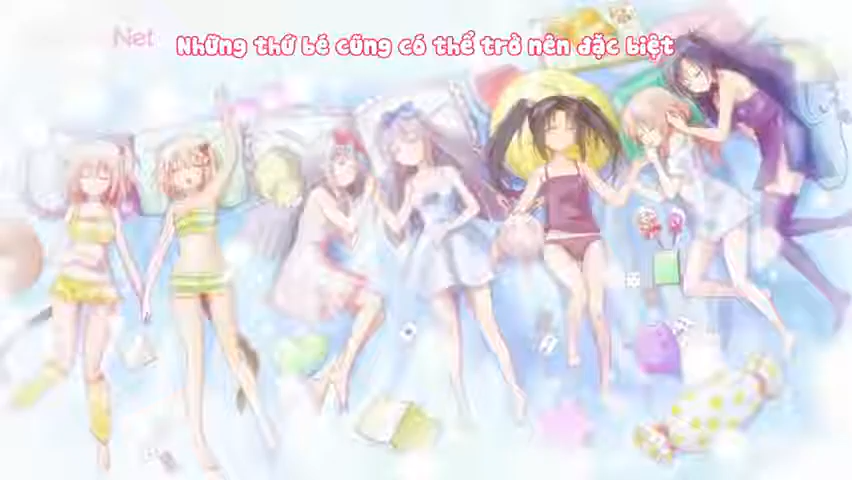 Net
Những thứ bé cũng có thể trở nên đặc biệt